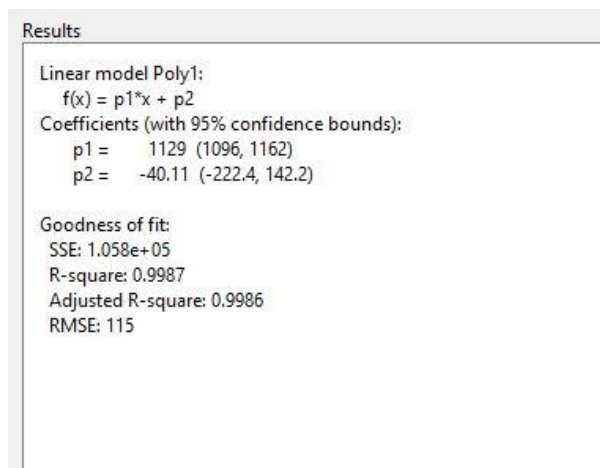 Results
Linear model Poly1:
f(x) = p1*x + p2
Coefficients (with 95% confidence bounds):
p1 = 1129 (1096, 1162)
p2 = -40.11 (-222.4, 142.2)
Goodness of fit:
SSE: 1.058e+05
R-square: 0.9987
Adjusted R-square: 0.9986
RMSE: 115